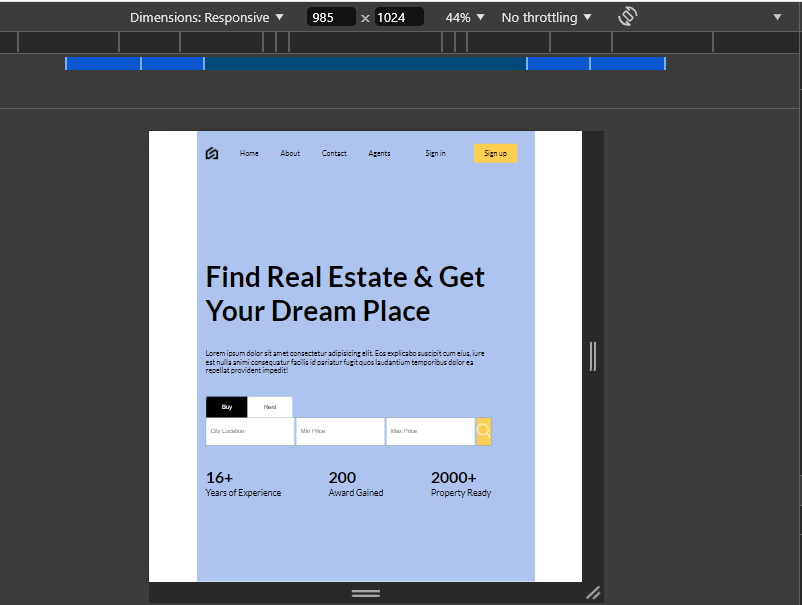 Dimensions: Responsive 985 x 1024 44% No throttling
Home About Contact Agents Sign in Sign up
Find Real Estate & Get
Your Dream Place
Lorem ipsum dolor sit amet consectetur adipisicing elit. Eos explicabo suscipit cum eius, iure
est nulla animi consequatur facilis id pariatur fugit quos laudantium temporibus dolor ea
repellat provident impedit!
Buy Rent
City Location Min Price Max Price
16+ 200 2000+
Years of Experience Award Gained Property Ready